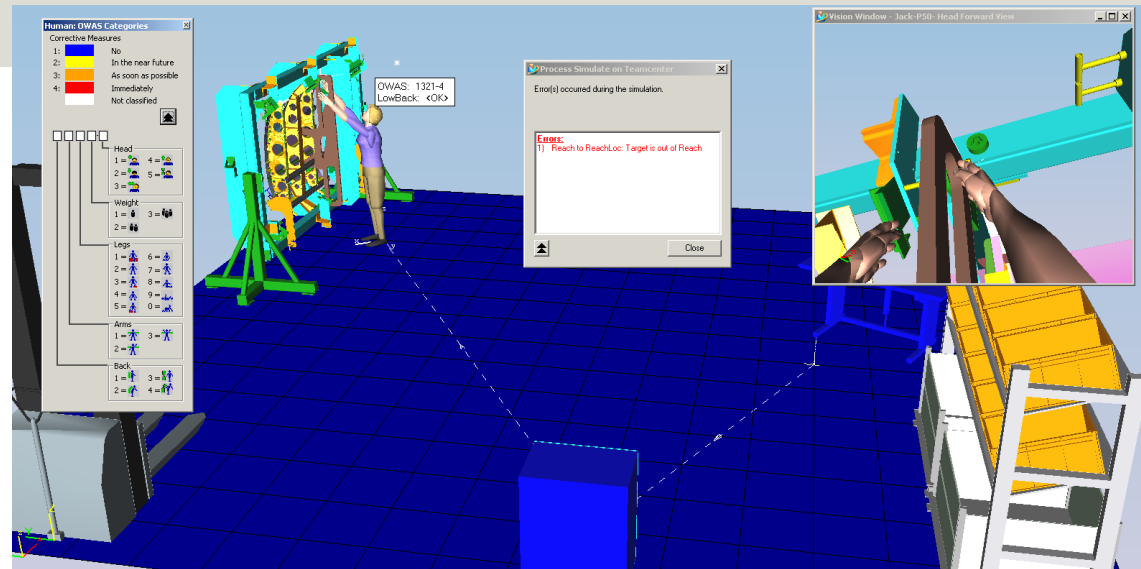 Human: OWAS Categories
Corrective Measures
1: No
2: In the near future
3: As soon as possible
4: Immediately
Not classified
Head
1 = 4 =
2 = 5 =
3 =
Weight
1 = 3 =
2 =
Legs
1 = 6 =
2 = 7 =
3 = 8 =
4 = 9 =
5 = 0 =
Arms
1 = 3 =
2 =
Back
1 = 3 =
2 = 4 =
OWAS: 1321-4
LowBack: <OK>
Process Simulate on Teamcenter
Error(s) occurred during the simulation.
Errors:
1) Reach to ReachLoc: Target is out of Reach
Close
Vision Window - Jack-P50- Head Forward View